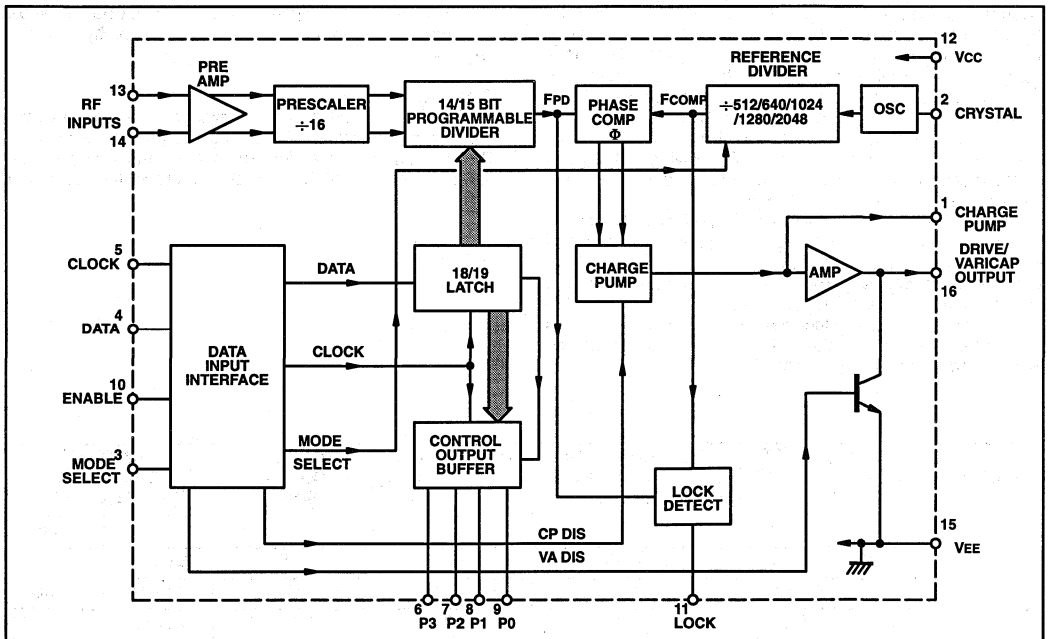 12
VCC
REFERENCE
DIVIDER
PRE
AMP
13
RF
INPUTS
14
PRESCALER
÷16
14/15 BIT
PROGRAMMABLE
DIVIDER
FPD
PHASE
COMP
Φ
FCOMP
÷512/640/1024
/1280/2048
OSC
2
CRYSTAL
1
CHARGE
PUMP
5
CLOCK
DATA
18/19
LATCH
CHARGE
PUMP
AMP
DRIVE/
VARICAP
OUTPUT
16
4
DATA
DATA
INPUT
INTERFACE
CLOCK
10
ENABLE
MODE
SELECT
3
MODE
SELECT
CONTROL
OUTPUT
BUFFER
LOCK
DETECT
CP DIS
VA DIS
15
VEE
6
P3
7
P2
8
P1
9
P0
11
LOCK